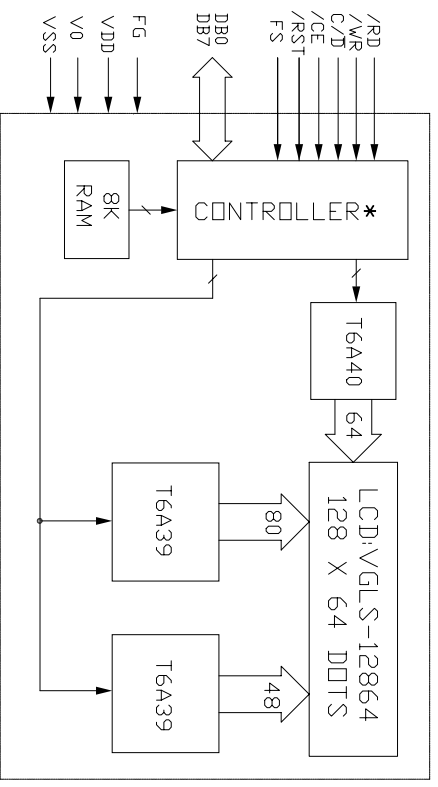 /RD
/WR
C/D̅
/CE
/RST
FS
DB0
DB7
FG
VDD
V0
VSS
CONTROLLER*
8K
RAM
T6A40
64
LCD:VGLS-12864
128 X 64 DOTS
80
48
T6A39
T6A39